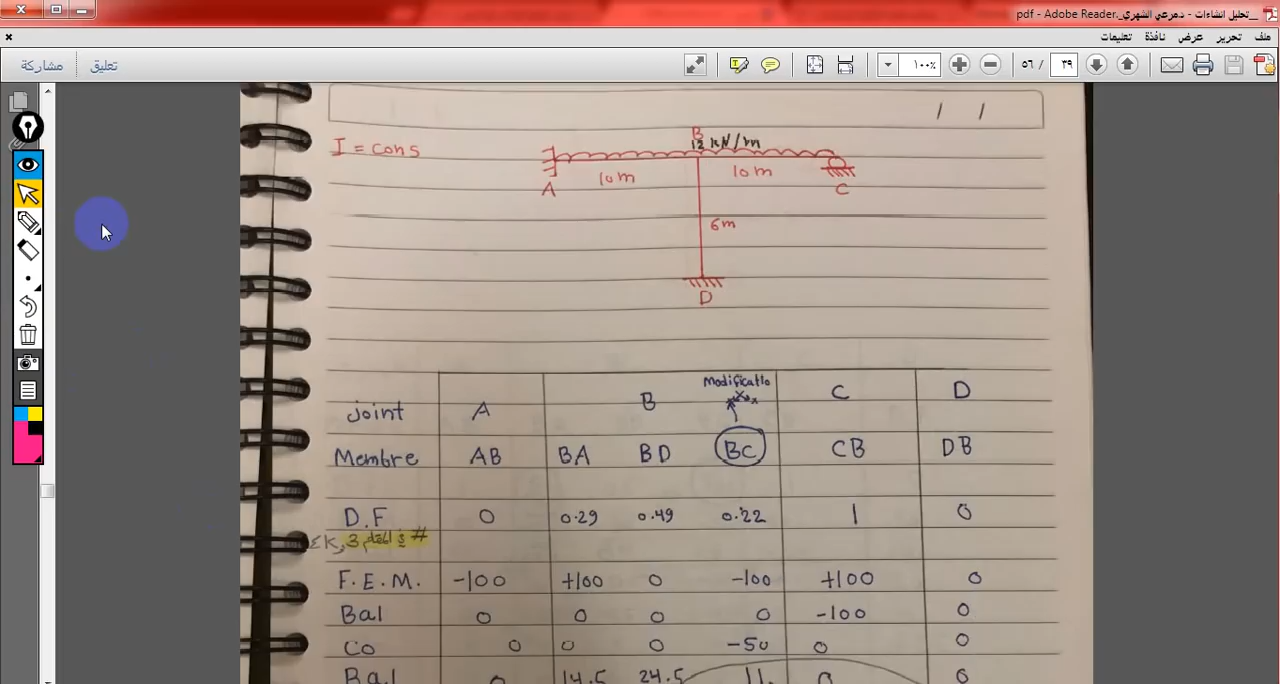 تحليل انشاءات - د.مرعي الشهري_.pdf - Adobe Reader
ملف تحرير عرض نافذة تعليمات
٣٩ / ٥٦ ١٠٠٪ تعليق مشاركة
/ /
I = cons
B
12 kN/m
A 10m 10m C
6m
D
Joint A B Modificatio C D
Membre AB BA BD BC CB DB
D.F 0 0.29 0.49 0.22 1 0
F.E.M. -100 +100 0 -100 +100 0
Bal 0 0 0 0 -100 0
Co 0 0 0 -50 0 0
Bal 0 14.5 24.5 11. 0 0